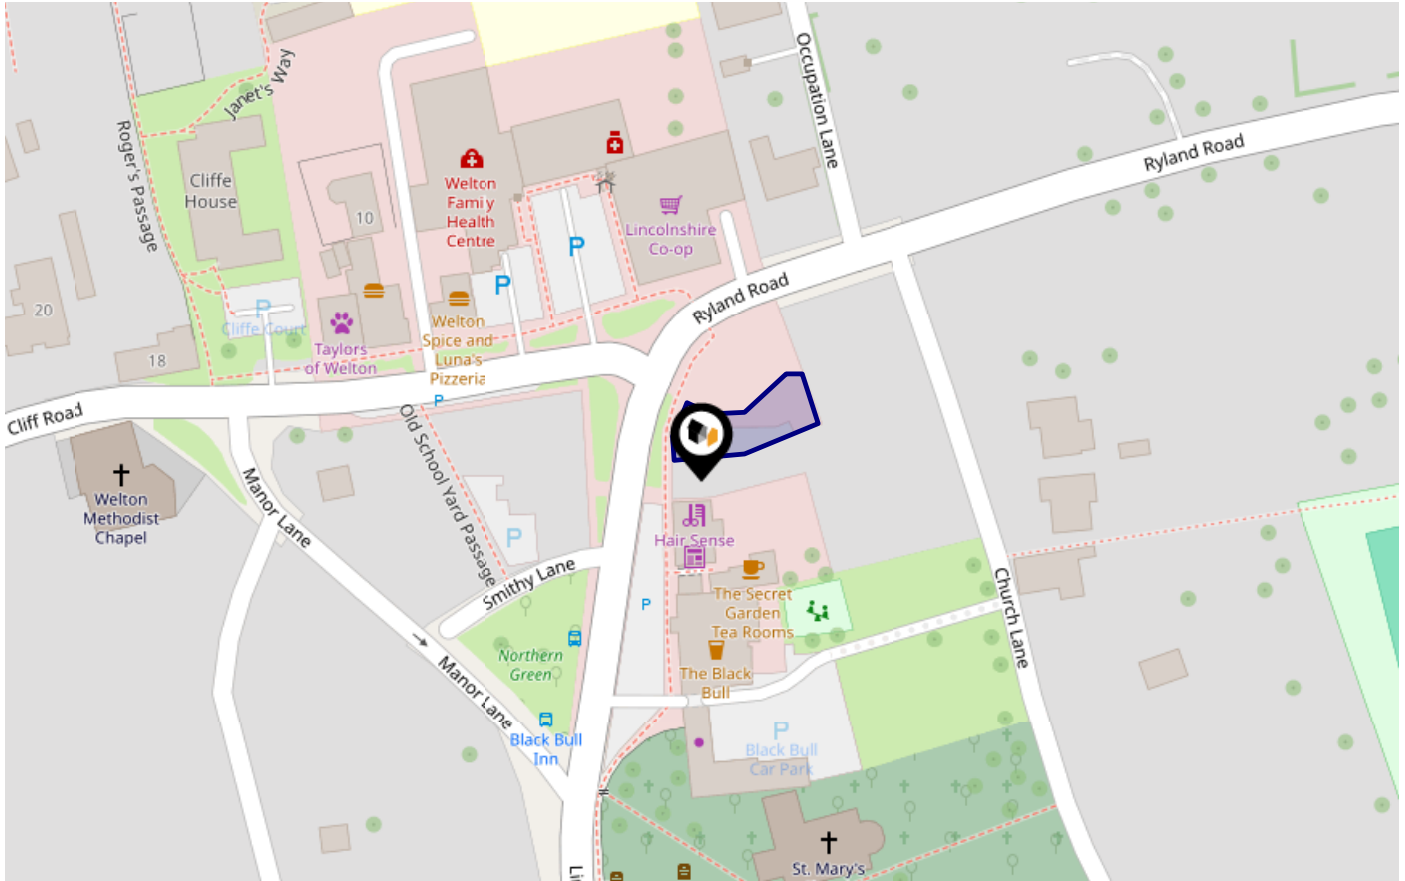 Occupation Lane
Janet's Way
Roger's Passage
Ryland Road
Cliffe
House
Welton
Family
Health
Centre
10
Lincolnshire
Co-op
P
P
20
P
Cliffe Court
Ryland Road
Welton
Spice and
Luna's
Pizzeria
Taylors
of Welton
18
P
Cliff Road
Old School Yard Passage
Manor Lane
Welton
Methodist
Chapel
P
Hair Sense
Smithy Lane
Church Lane
P
The Secret
Garden
Tea Rooms
Northern
Green
Manor Lane
The Black
Bull
Black Bull
Inn
P
Black Bull
Car Park
St. Mary's